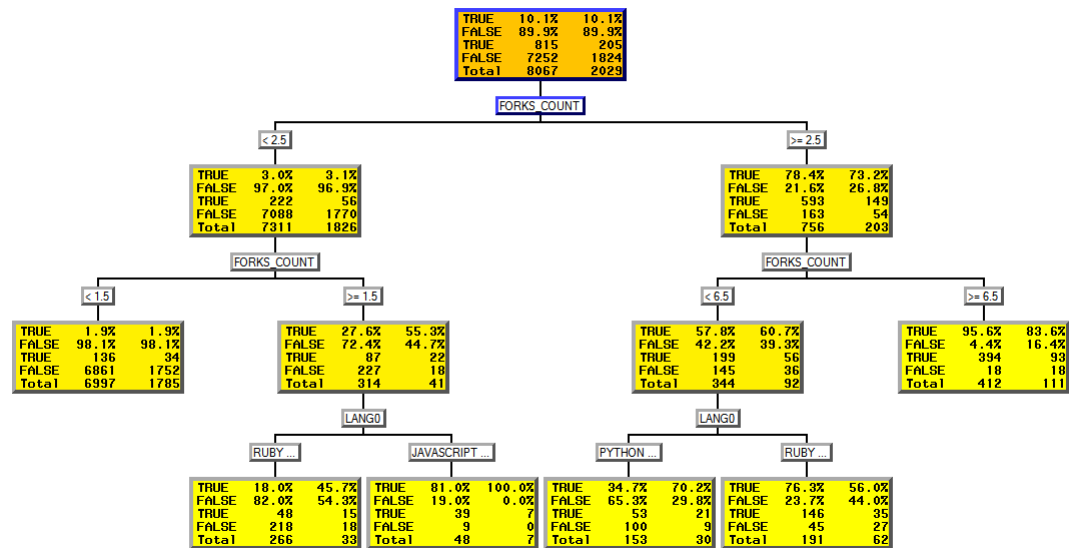 TRUE 10.1% 10.1%
FALSE 89.9% 89.9%
TRUE 815 205
FALSE 7252 1824
Total 8067 2029
FORKS_COUNT
< 2.5
>= 2.5
TRUE 3.0% 3.1%
FALSE 97.0% 96.9%
TRUE 222 56
FALSE 7088 1770
Total 7311 1826
TRUE 78.4% 73.2%
FALSE 21.6% 26.8%
TRUE 593 149
FALSE 163 54
Total 756 203
FORKS_COUNT
FORKS_COUNT
< 1.5
>= 1.5
< 6.5
>= 6.5
TRUE 1.9% 1.9%
FALSE 98.1% 98.1%
TRUE 136 34
FALSE 6861 1752
Total 6997 1785
TRUE 27.6% 55.3%
FALSE 72.4% 44.7%
TRUE 87 22
FALSE 227 18
Total 314 41
TRUE 57.8% 60.7%
FALSE 42.2% 39.3%
TRUE 199 56
FALSE 145 36
Total 344 92
TRUE 95.6% 83.6%
FALSE 4.4% 16.4%
TRUE 394 93
FALSE 18 18
Total 412 111
LANG0
LANG0
RUBY ...
JAVASCRIPT ...
PYTHON ...
RUBY ...
TRUE 18.0% 45.7%
FALSE 82.0% 54.3%
TRUE 48 15
FALSE 218 18
Total 266 33
TRUE 81.0% 100.0%
FALSE 19.0% 0.0%
TRUE 39 7
FALSE 9 0
Total 48 7
TRUE 34.7% 70.2%
FALSE 65.3% 29.8%
TRUE 53 21
FALSE 100 9
Total 153 30
TRUE 76.3% 56.0%
FALSE 23.7% 44.0%
TRUE 146 35
FALSE 45 27
Total 191 62